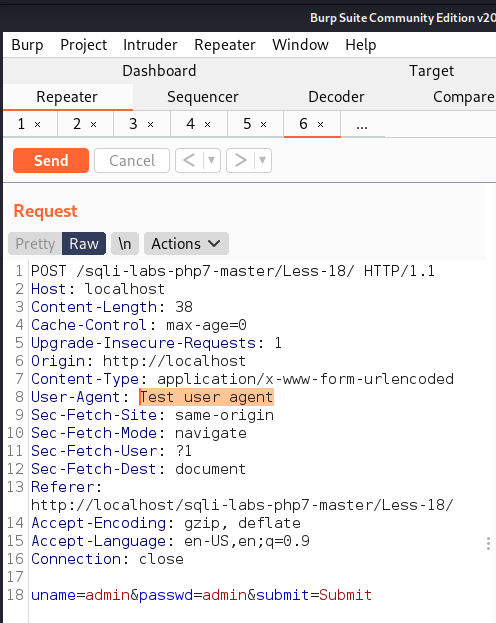 Burp Suite Community Edition v20
Burp Project Intruder Repeater Window Help
Dashboard Target
Repeater Sequencer Decoder Compare
1 × 2 × 3 × 4 × 5 × 6 × ...
Send Cancel < ▼ > ▼
Request
Pretty Raw \n Actions
1 POST /sqli-labs-php7-master/Less-18/ HTTP/1.1
2 Host: localhost
3 Content-Length: 38
4 Cache-Control: max-age=0
5 Upgrade-Insecure-Requests: 1
6 Origin: http://localhost
7 Content-Type: application/x-www-form-urlencoded
8 User-Agent: Test user agent
9 Sec-Fetch-Site: same-origin
10 Sec-Fetch-Mode: navigate
11 Sec-Fetch-User: ?1
12 Sec-Fetch-Dest: document
13 Referer:
http://localhost/sqli-labs-php7-master/Less-18/
14 Accept-Encoding: gzip, deflate
15 Accept-Language: en-US,en;q=0.9
16 Connection: close
17
18 uname=admin&passwd=admin&submit=Submit